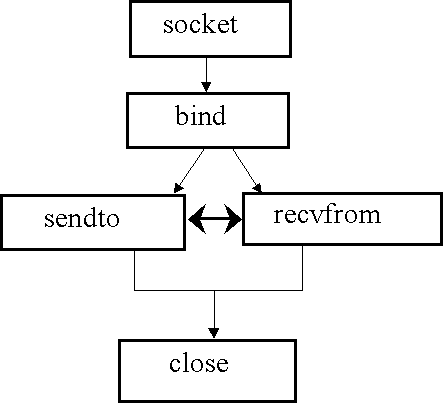 socket
bind
sendto
recvfrom
close